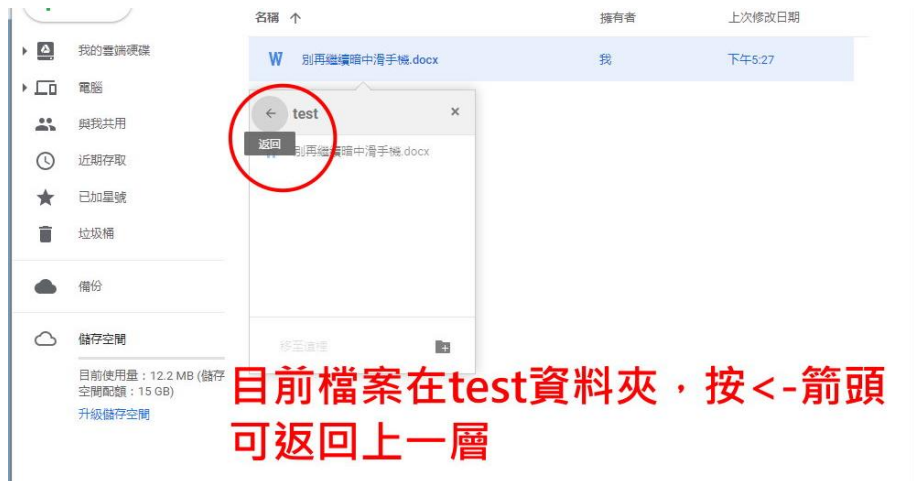 名稱 ↑ 擁有者 上次修改日期
我的雲端硬碟
別再繼續暗中滑手機.docx 我 下午5:27
電腦
← test ×
與我共用
返回
別再繼續暗中滑手機.docx
近期存取
已加星號
垃圾桶
備份
儲存空間
移至這裡
目前使用量：12.2 MB (儲存
空間配額：15 GB)
升級儲存空間
目前檔案在test資料夾，按<-箭頭
可返回上一層